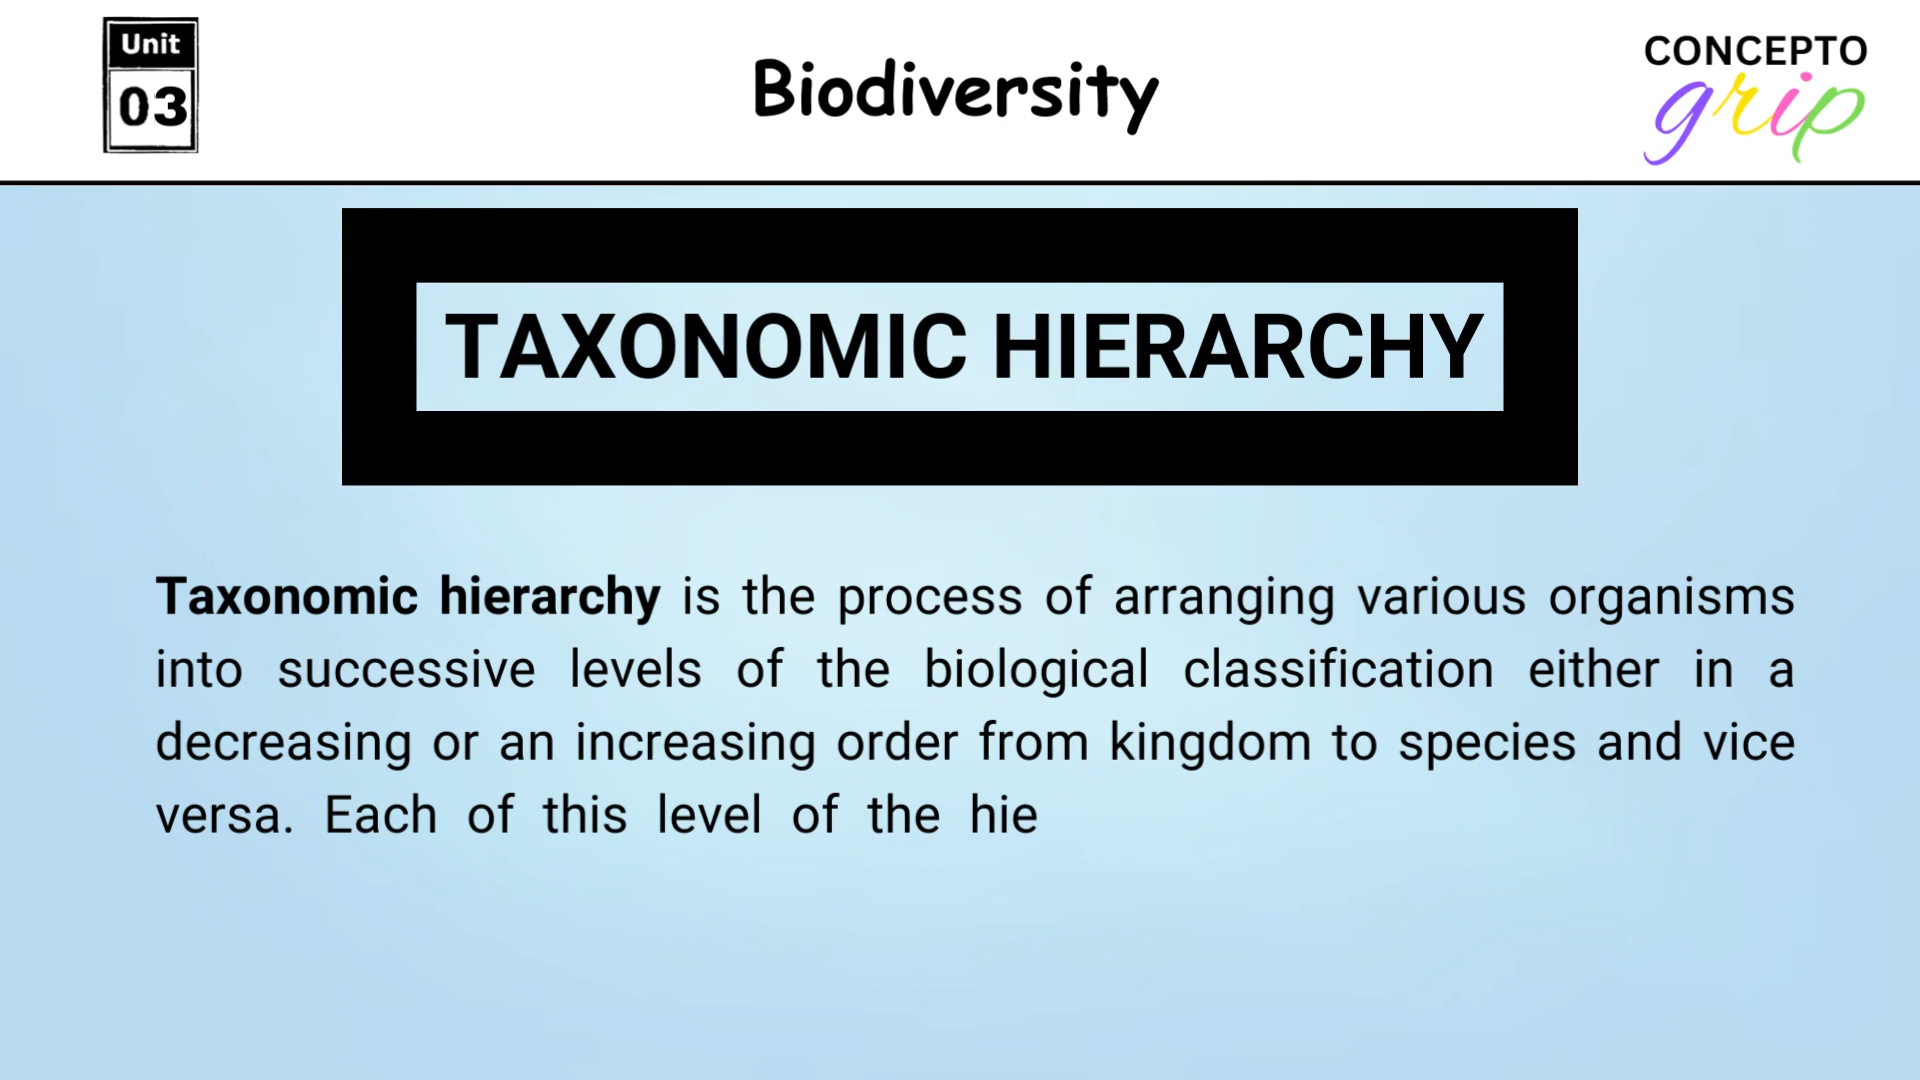 Unit
03
Biodiversity
CONCEPTO
grip
TAXONOMIC HIERARCHY
Taxonomic hierarchy is the process of arranging various organisms
into successive levels of the biological classification either in a
decreasing or an increasing order from kingdom to species and vice
versa. Each of this level of the hie